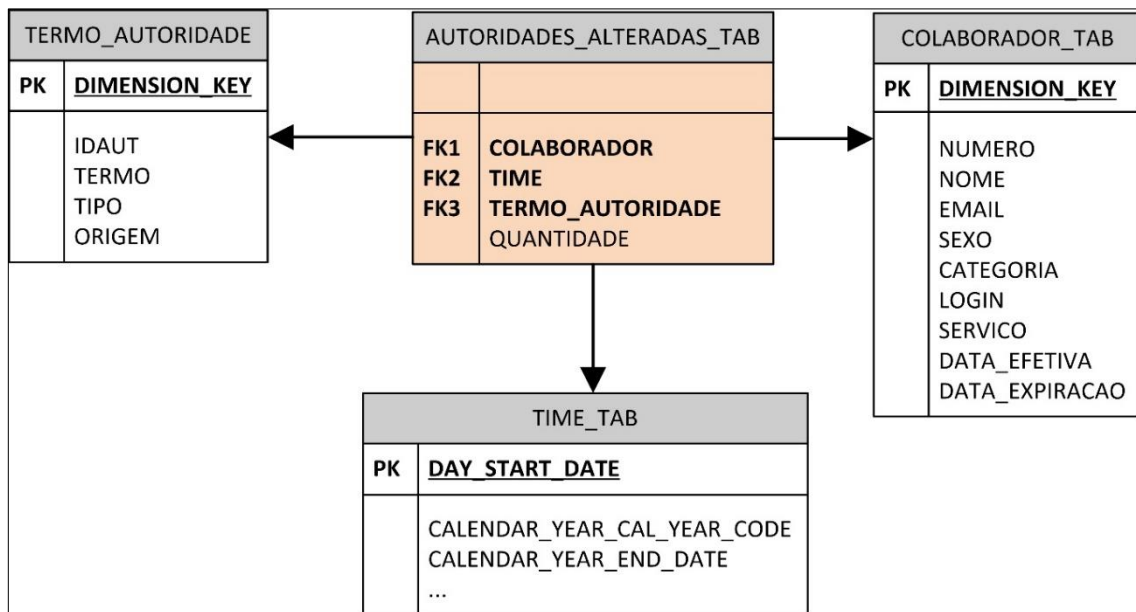 TERMO_AUTORIDADE
PK DIMENSION_KEY
IDAUT
TERMO
TIPO
ORIGEM
AUTORIDADES_ALTERADAS_TAB
FK1 COLABORADOR
FK2 TIME
FK3 TERMO_AUTORIDADE
QUANTIDADE
COLABORADOR_TAB
PK DIMENSION_KEY
NUMERO
NOME
EMAIL
SEXO
CATEGORIA
LOGIN
SERVICO
DATA_EFETIVA
DATA_EXPIRACAO
TIME_TAB
PK DAY_START_DATE
CALENDAR_YEAR_CAL_YEAR_CODE
CALENDAR_YEAR_END_DATE
...